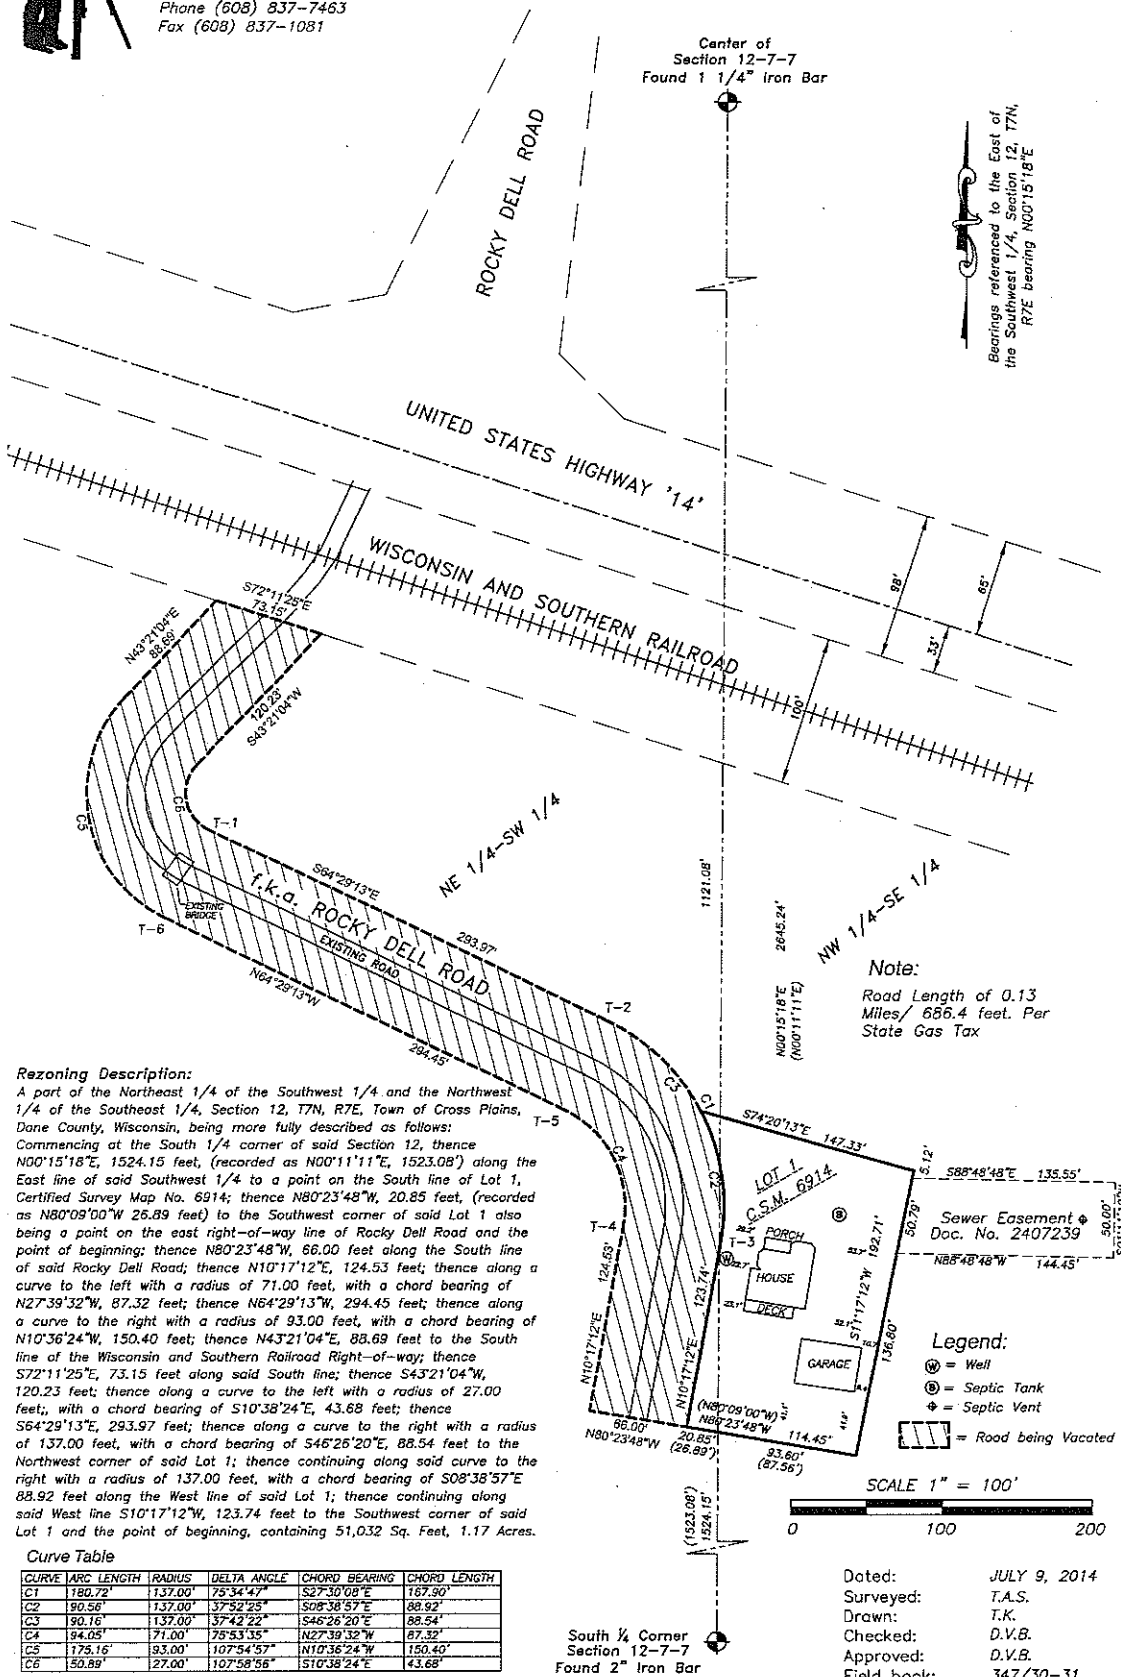 Phone (608) 837-7463
Fax (608) 837-1081
Center of
Section 12-7-7
Found 1 1/4" Iron Bar
Bearings referenced to the East of
the Southwest 1/4, Section 12, T7N,
R7E bearing N00°15'18"E
ROCKY DELL ROAD
UNITED STATES HIGHWAY '14'
WISCONSIN AND SOUTHERN RAILROAD
98'
65'
33'
100'
S72°11'25"E
73.15'
N43°21'04"E
88.69'
120.23'
S43°21'04"W
C5
C6
T-1
T-6
EXISTING
BRIDGE
S64°29'13"E
293.97'
f.k.a. ROCKY DELL ROAD
EXISTING ROAD
N64°29'13"W
294.45'
NE 1/4-SW 1/4
NW 1/4-SE 1/4
1121.08'
N00°15'18"E 2645.24'
(N00°11'11"E)
Note:
Road Length of 0.13
Miles/ 686.4 feet. Per
State Gas Tax
T-2
C3
C1
T-5
C4
C2
T-4
T-3
S74°20'13"E 147.33'
LOT 1
C.S.M. 6914
5.12'
S88°48'48"E 135.55'
50.79'
Sewer Easement
Doc. No. 2407239
50.00'
N88°48'48"W 144.45'
PORCH
HOUSE
DECK
GARAGE
192.71'
S11°17'12"W
136.80'
124.53'
N10°17'12"E
123.74'
N10°17'12"E
66.00'
N80°23'48"W
(N80°09'00"W)
N80°23'48"W
20.85'
(26.89')
114.45'
93.60'
(87.56')
(1523.08')
1524.15'
Rezoning Description:
A part of the Northeast 1/4 of the Southwest 1/4 and the Northwest
1/4 of the Southeast 1/4, Section 12, T7N, R7E, Town of Cross Plains,
Dane County, Wisconsin, being more fully described as follows:
Commencing at the South 1/4 corner of said Section 12, thence
N00°15'18"E, 1524.15 feet, (recorded as N00°11'11"E, 1523.08') along the
East line of said Southwest 1/4 to a point on the South line of Lot 1,
Certified Survey Map No. 6914; thence N80°23'48"W, 20.85 feet, (recorded
as N80°09'00"W 26.89 feet) to the Southwest corner of said Lot 1 also
being a point on the east right-of-way line of Rocky Dell Road and the
point of beginning; thence N80°23'48"W, 66.00 feet along the South line
of said Rocky Dell Road; thence N10°17'12"E, 124.53 feet; thence along a
curve to the left with a radius of 71.00 feet, with a chord bearing of
N27°39'32"W, 87.32 feet; thence N64°29'13"W, 294.45 feet; thence along
a curve to the right with a radius of 93.00 feet, with a chord bearing of
N10°36'24"W, 150.40 feet; thence N43°21'04"E, 88.69 feet to the South
line of the Wisconsin and Southern Railroad Right-of-way; thence
S72°11'25"E, 73.15 feet along said South line; thence S43°21'04"W,
120.23 feet; thence along a curve to the left with a radius of 27.00
feet;, with a chord bearing of S10°38'24"E, 43.68 feet; thence
S64°29'13"E, 293.97 feet; thence along a curve to the right with a radius
of 137.00 feet, with a chord bearing of S46°26'20"E, 88.54 feet to the
Northwest corner of said Lot 1; thence continuing along said curve to the
right with a radius of 137.00 feet, with a chord bearing of S08°38'57"E
88.92 feet along the West line of said Lot 1; thence continuing along
said West line S10°17'12"W, 123.74 feet to the Southwest corner of said
Lot 1 and the point of beginning, containing 51,032 Sq. Feet, 1.17 Acres.
Legend:
W = Well
S = Septic Tank
= Septic Vent
= Road being Vacated
SCALE 1" = 100'
0 100 200
Curve Table
CURVE ARC LENGTH RADIUS DELTA ANGLE CHORD BEARING CHORD LENGTH
C1 180.72' 137.00' 75°34'47" S27°30'08"E 167.90'
C2 90.56' 137.00' 37°52'25" S08°38'57"E 88.92'
C3 90.16' 137.00' 37°42'22" S46°26'20"E 88.54'
C4 94.05' 71.00' 75°53'35" N27°39'32"W 87.32'
C5 175.16' 93.00' 107°54'57" N10°36'24"W 150.40'
C6 50.89' 27.00' 107°58'56" S10°38'24"E 43.68'
South 1/4 Corner
Section 12-7-7
Found 2" Iron Bar
Dated: JULY 9, 2014
Surveyed: T.A.S.
Drawn: T.K.
Checked: D.V.B.
Approved: D.V.B.
Field book: 347/30-31